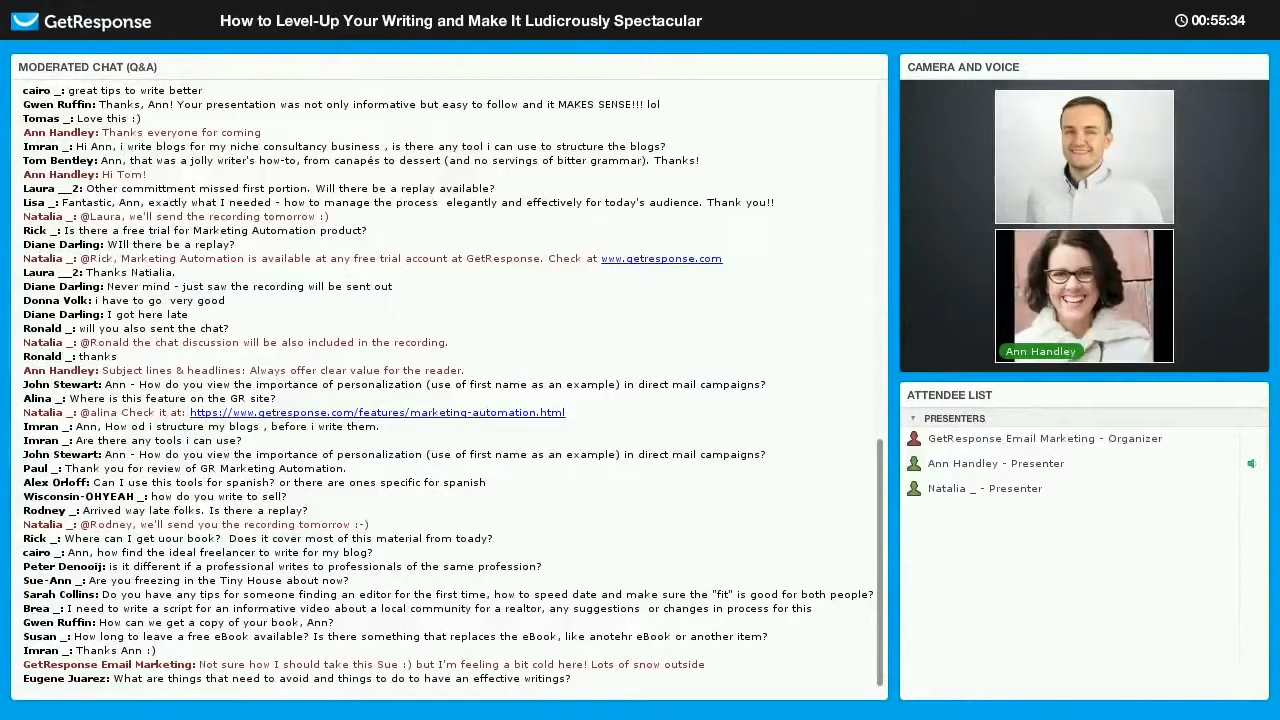 GetResponse
How to Level-Up Your Writing and Make It Ludicrously Spectacular
00:55:34
MODERATED CHAT (Q&A)
cairo _: great tips to write better
Gwen Ruffin: Thanks, Ann! Your presentation was not only informative but easy to follow and it MAKES SENSE!!! lol
Tomas _: Love this :)
Ann Handley: Thanks everyone for coming
Imran _: Hi Ann, i write blogs for my niche consultancy business , is there any tool i can use to structure the blogs?
Tom Bentley: Ann, that was a jolly writer's how-to, from canapés to dessert (and no servings of bitter grammar). Thanks!
Ann Handley: Hi Tom!
Laura __2: Other committment missed first portion. Will there be a replay available?
Lisa _: Fantastic, Ann, exactly what I needed - how to manage the process  elegantly and effectively for today's audience. Thank you!!
Natalia _: @Laura, we'll send the recording tomorrow :)
Rick _: Is there a free trial for Marketing Automation product?
Diane Darling: WIll there be a replay?
Natalia _: @Rick, Marketing Automation is available at any free trial account at GetResponse. Check at www.getresponse.com
Laura __2: Thanks Natialia.
Diane Darling: Never mind - just saw the recording will be sent out
Donna Volk: i have to go  very good
Diane Darling: I got here late
Ronald _: will you also sent the chat?
Natalia _: @Ronald the chat discussion will be also included in the recording.
Ronald _: thanks
Ann Handley: Subject lines & headlines: Always offer clear value for the reader.
John Stewart: Ann - How do you view the importance of personalization (use of first name as an example) in direct mail campaigns?
Alina _: Where is this feature on the GR site?
Natalia _: @alina Check it at: https://www.getresponse.com/features/marketing-automation.html
Imran _: Ann, How od i structure my blogs , before i write them.
Imran _: Are there any tools i can use?
John Stewart: Ann - How do you view the importance of personalization (use of first name as an example) in direct mail campaigns?
Paul _: Thank you for review of GR Marketing Automation.
Alex Orloff: Can I use this tools for spanish? or there are ones specific for spanish
Wisconsin-OHYEAH _: how do you write to sell?
Rodney _: Arrived way late folks. Is there a replay?
Natalia _: @Rodney, we'll send you the recording tomorrow :-)
Rick _: Where can I get uour book?  Does it cover most of this material from toady?
cairo _: Ann, how find the ideal freelancer to write for my blog?
Peter Denooij: is it different if a professional writes to professionals of the same profession?
Sue-Ann _: Are you freezing in the Tiny House about now?
Sarah Collins: Do you have any tips for someone finding an editor for the first time, how to speed date and make sure the "fit" is good for both people?
Brea _: I need to write a script for an informative video about a local community for a realtor, any suggestions  or changes in process for this
Gwen Ruffin: How can we get a copy of your book, Ann?
Susan _: How long to leave a free eBook available? Is there something that replaces the eBook, like anotehr eBook or another item?
Imran _: Thanks Ann :)
GetResponse Email Marketing: Not sure how I should take this Sue :) but I'm feeling a bit cold here! Lots of snow outside
Eugene Juarez: What are things that need to avoid and things to do to have an effective writings?
CAMERA AND VOICE
Ann Handley
ATTENDEE LIST
PRESENTERS
GetResponse Email Marketing - Organizer
Ann Handley - Presenter
Natalia _ - Presenter